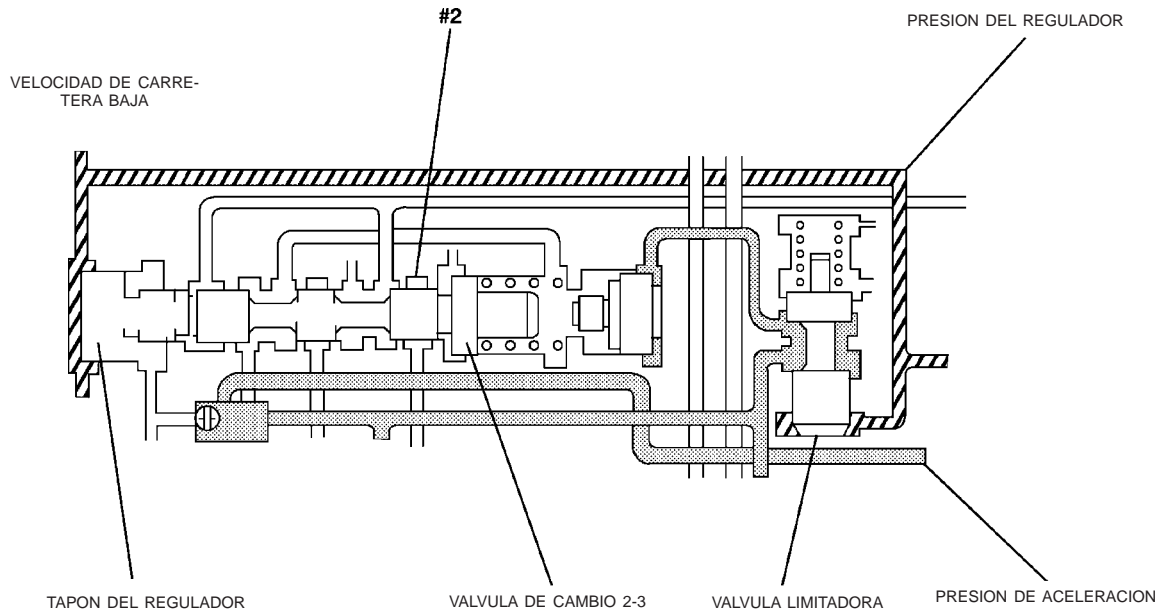 #2
PRESION DEL REGULADOR
VELOCIDAD DE CARRE-
TERA BAJA
TAPON DEL REGULADOR
VALVULA DE CAMBIO 2-3
VALVULA LIMITADORA
PRESION DE ACELERACION